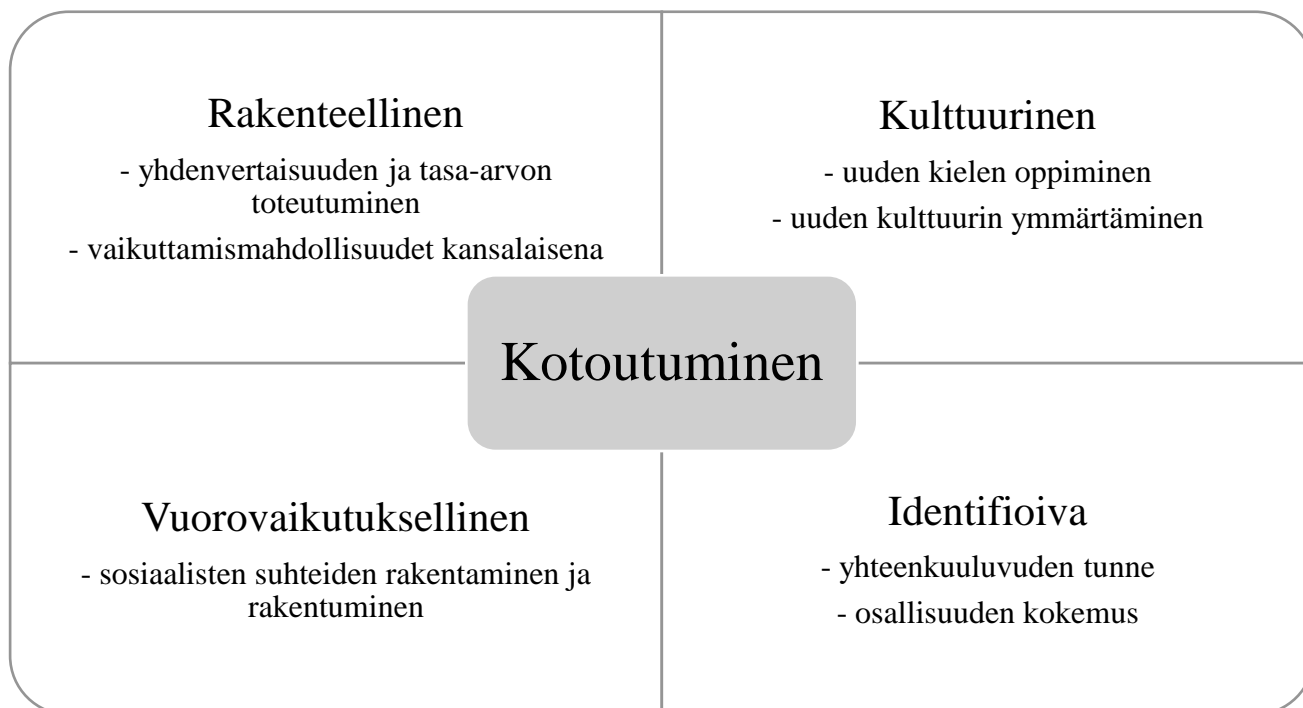 Rakenteellinen
- yhdenvertaisuuden ja tasa-arvon
toteutuminen
- vaikuttamismahdollisuudet kansalaisena
Kulttuurinen
- uuden kielen oppiminen
- uuden kulttuurin ymmärtäminen
Kotoutuminen
Vuorovaikutuksellinen
- sosiaalisten suhteiden rakentaminen ja
rakentuminen
Identifioiva
- yhteenkuuluvuden tunne
- osallisuuden kokemus